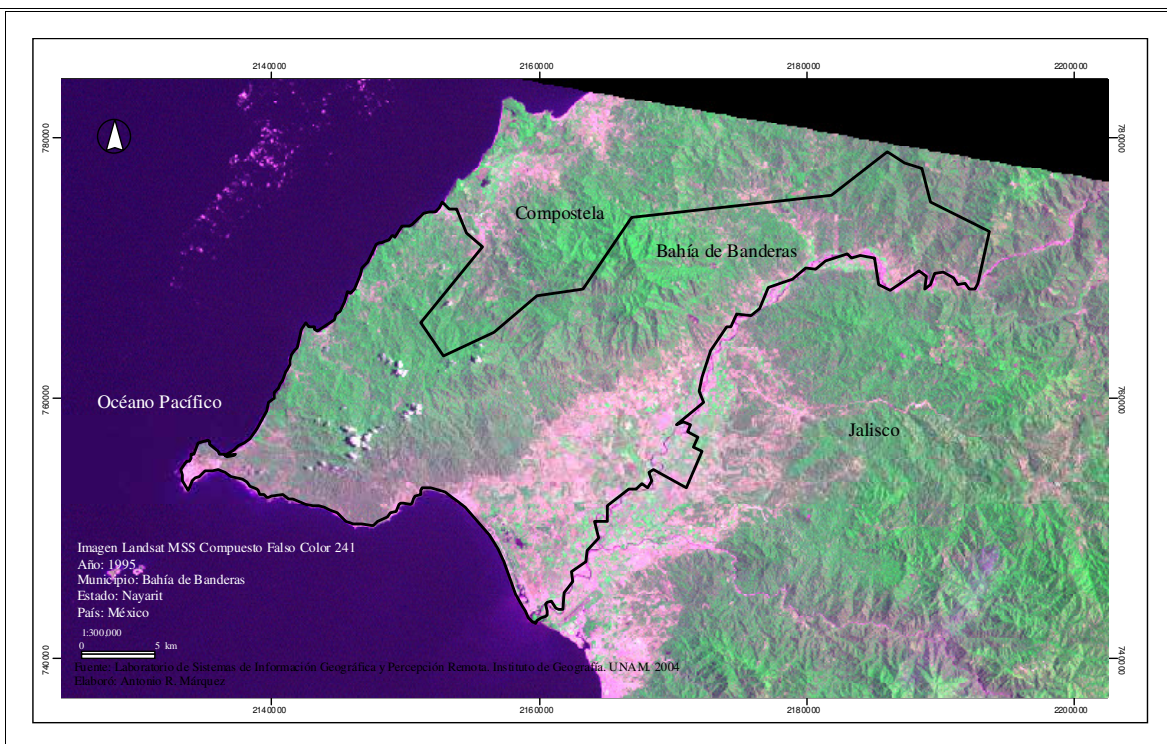 2140000 2160000 2180000 2200000
780000 780000
Compostela
Bahía de Banderas
760000 760000
Océano Pacífico
Jalisco
Imagen Landsat MSS Compuesto Falso Color 241
Año: 1995
Municipio: Bahía de Banderas
Estado: Nayarit
País: México
1:300,000
0 5 km
740000 740000
Fuente: Laboratorio de Sistemas de Información Geográfica y Percepción Remota. Instituto de Geografía. UNAM. 2004
Elaboró: Antonio R. Márquez
2140000 2160000 2180000 2200000